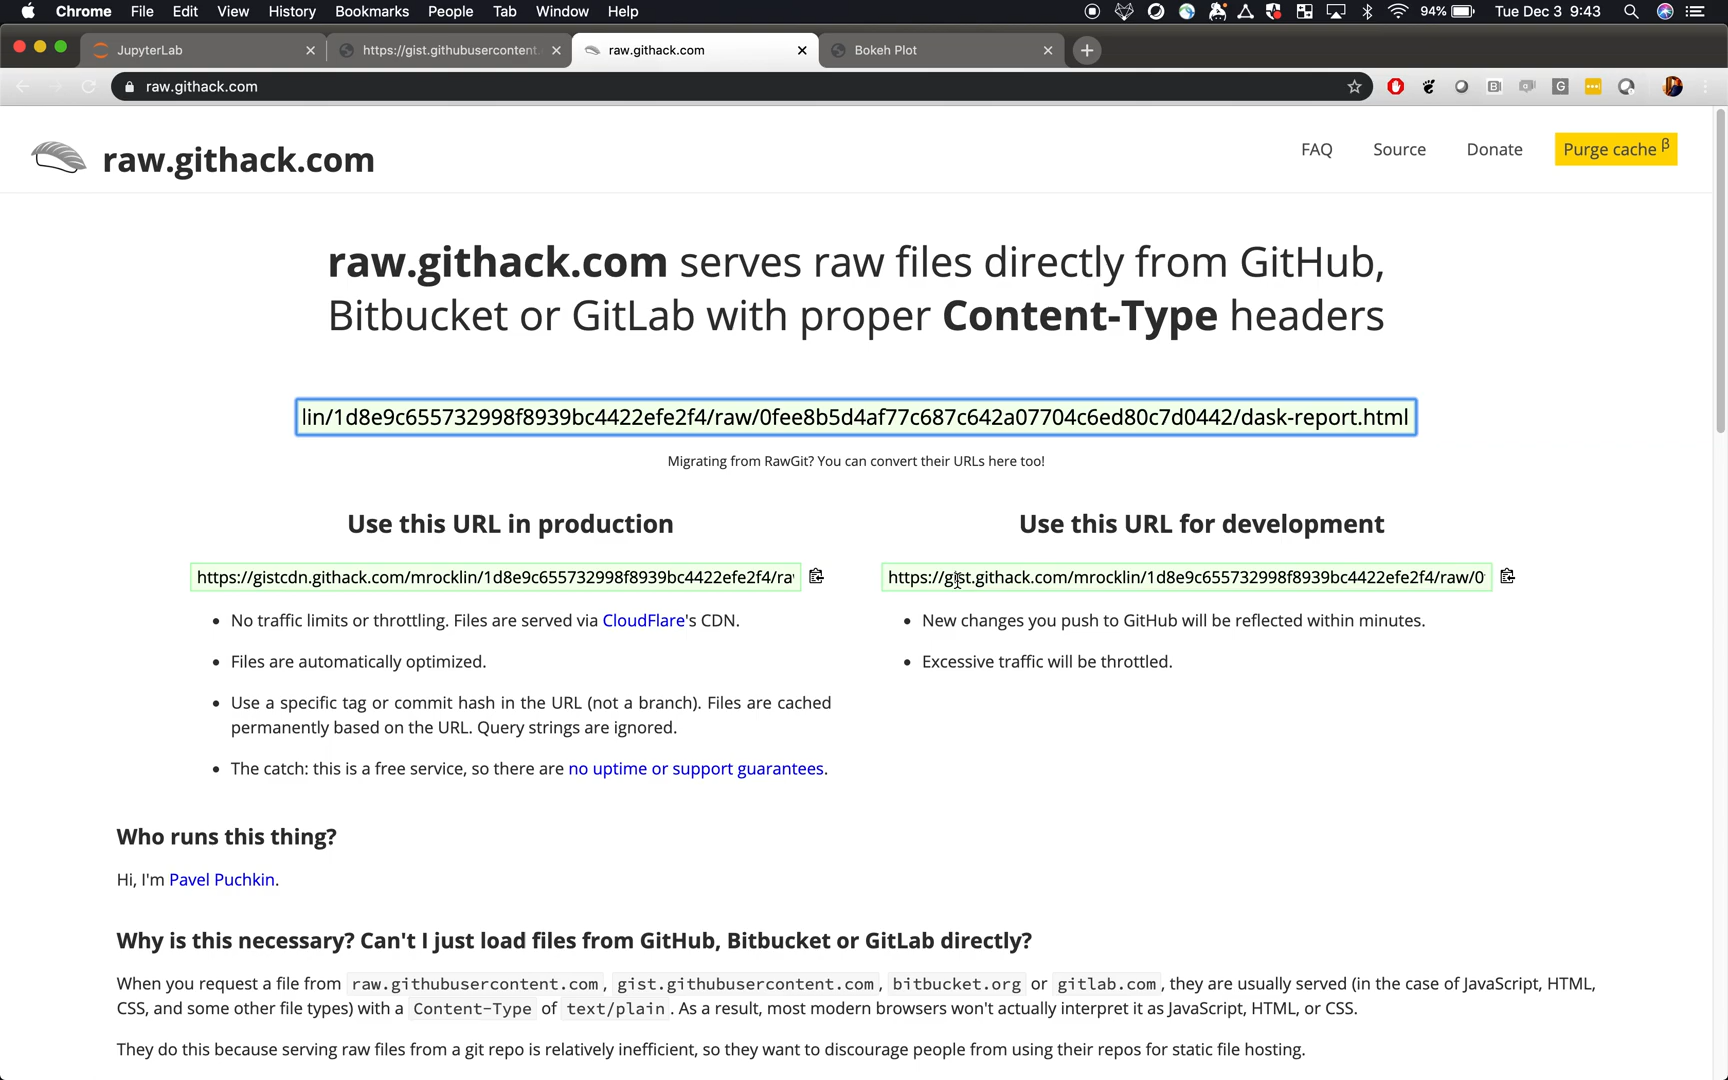 Chrome File Edit View History Bookmarks People Tab Window Help 94% Tue Dec 3 9:43
JupyterLab https://gist.githubusercontent. raw.githack.com Bokeh Plot
raw.githack.com
raw.githack.com FAQ Source Donate Purge cache β
raw.githack.com serves raw files directly from GitHub,
Bitbucket or GitLab with proper Content-Type headers
lin/1d8e9c655732998f8939bc4422efe2f4/raw/0fee8b5d4af77c687c642a07704c6ed80c7d0442/dask-report.html
Migrating from RawGit? You can convert their URLs here too!
Use this URL in production
https://gistcdn.githack.com/mrocklin/1d8e9c655732998f8939bc4422efe2f4/ra
• No traffic limits or throttling. Files are served via CloudFlare's CDN.
• Files are automatically optimized.
• Use a specific tag or commit hash in the URL (not a branch). Files are cached
permanently based on the URL. Query strings are ignored.
• The catch: this is a free service, so there are no uptime or support guarantees.
Use this URL for development
https://gist.githack.com/mrocklin/1d8e9c655732998f8939bc4422efe2f4/raw/0
• New changes you push to GitHub will be reflected within minutes.
• Excessive traffic will be throttled.
Who runs this thing?
Hi, I'm Pavel Puchkin.
Why is this necessary? Can't I just load files from GitHub, Bitbucket or GitLab directly?
When you request a file from raw.githubusercontent.com, gist.githubusercontent.com, bitbucket.org or gitlab.com, they are usually served (in the case of JavaScript, HTML,
CSS, and some other file types) with a Content-Type of text/plain. As a result, most modern browsers won't actually interpret it as JavaScript, HTML, or CSS.
They do this because serving raw files from a git repo is relatively inefficient, so they want to discourage people from using their repos for static file hosting.